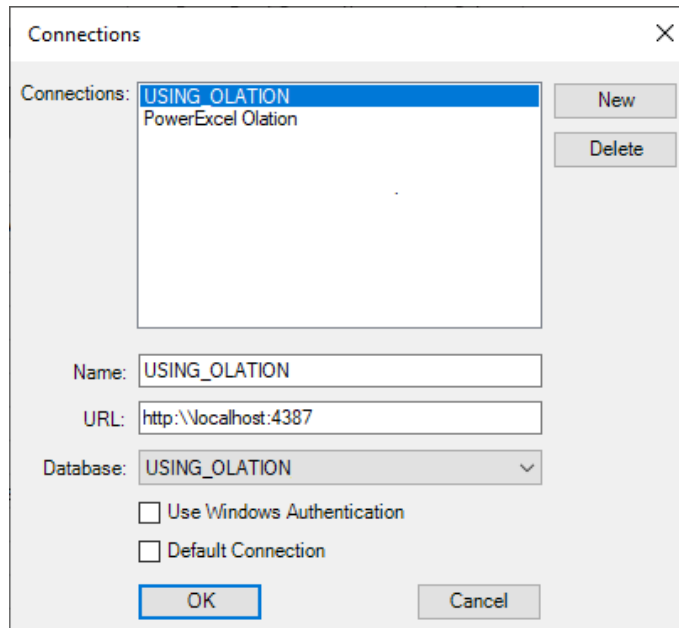 Connections
Connections: USING_OLATION New
PowerExcel Olation
Delete
Name: USING_OLATION
URL: http:\\localhost:4387
Database: USING_OLATION
Use Windows Authentication
Default Connection
OK Cancel